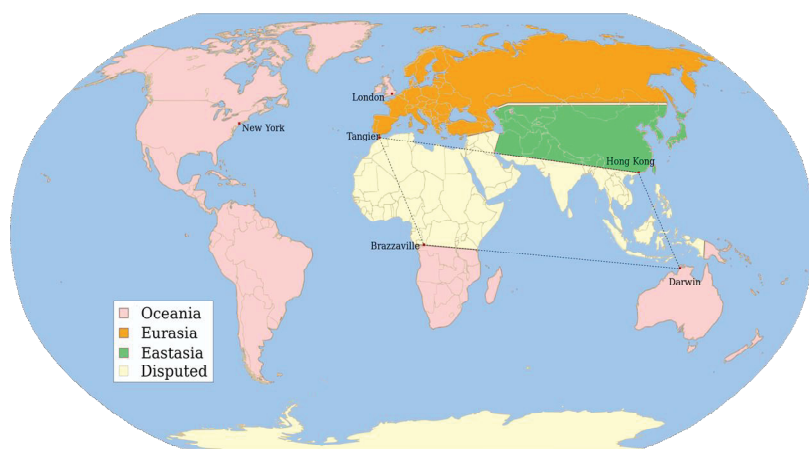 London
New York
Tangier
Hong Kong
Brazzaville
Darwin
Oceania
Eurasia
Eastasia
Disputed